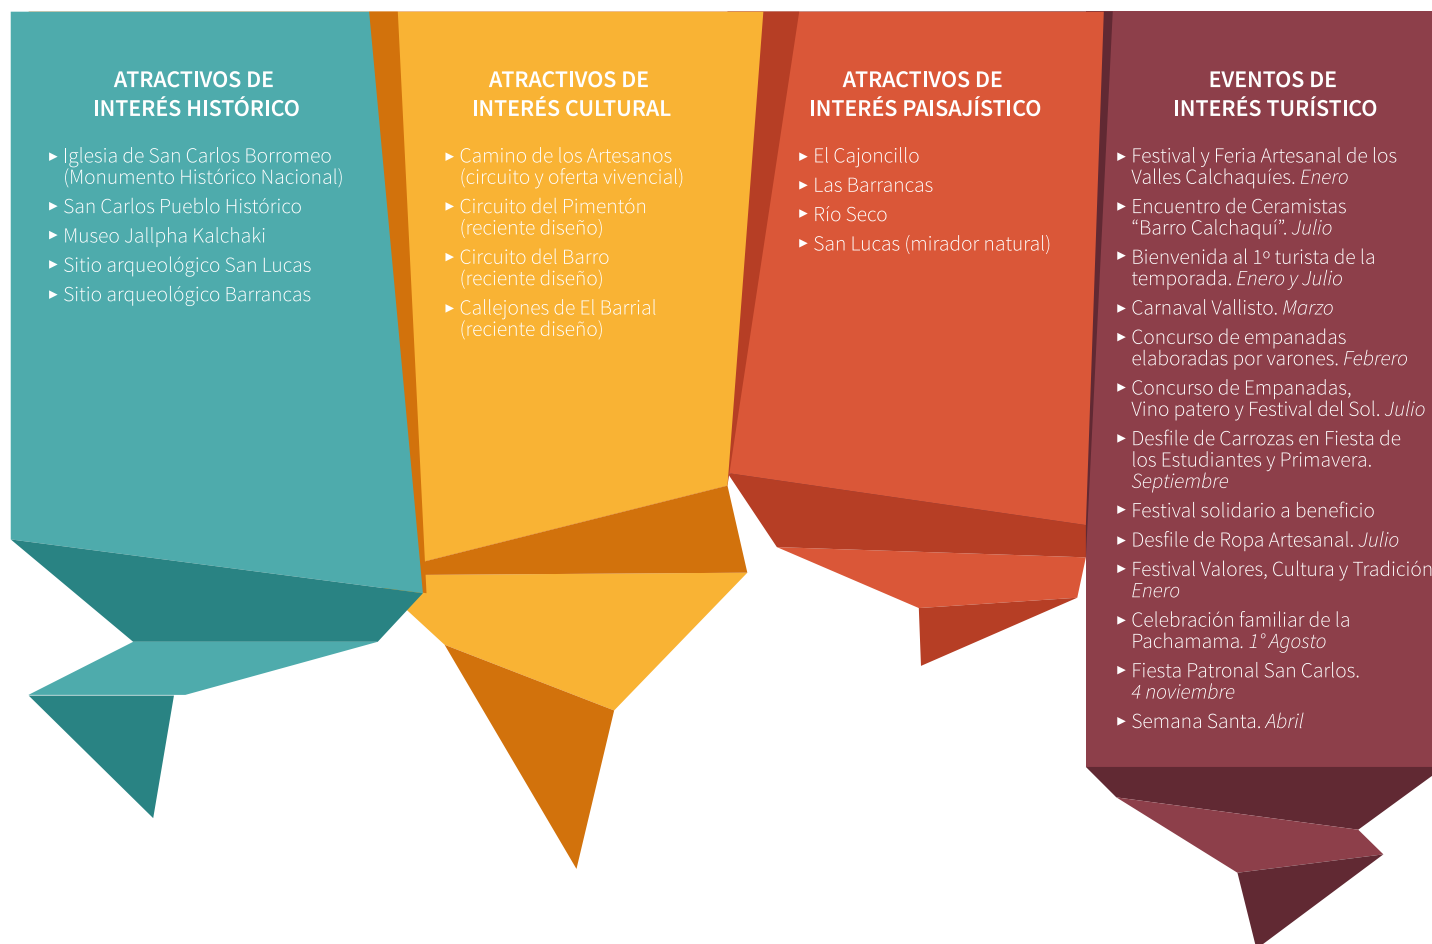 ATRACTIVOS DE
INTERÉS HISTÓRICO
▸ Iglesia de San Carlos Borromeo
(Monumento Histórico Nacional)
▸ San Carlos Pueblo Histórico
▸ Museo Jallpha Kalchaki
▸ Sitio arqueológico San Lucas
▸ Sitio arqueológico Barrancas
ATRACTIVOS DE
INTERÉS CULTURAL
▸ Camino de los Artesanos
(circuito y oferta vivencial)
▸ Circuito del Pimentón
(reciente diseño)
▸ Circuito del Barro
(reciente diseño)
▸ Callejones de El Barrial
(reciente diseño)
ATRACTIVOS DE
INTERÉS PAISAJÍSTICO
▸ El Cajoncillo
▸ Las Barrancas
▸ Río Seco
▸ San Lucas (mirador natural)
EVENTOS DE
INTERÉS TURÍSTICO
▸ Festival y Feria Artesanal de los
Valles Calchaquíes. Enero
▸ Encuentro de Ceramistas
“Barro Calchaquí”. Julio
▸ Bienvenida al 1º turista de la
temporada. Enero y Julio
▸ Carnaval Vallisto. Marzo
▸ Concurso de empanadas
elaboradas por varones. Febrero
▸ Concurso de Empanadas,
Vino patero y Festival del Sol. Julio
▸ Desfile de Carrozas en Fiesta de
los Estudiantes y Primavera.
Septiembre
▸ Festival solidario a beneficio
▸ Desfile de Ropa Artesanal. Julio
▸ Festival Valores, Cultura y Tradición
Enero
▸ Celebración familiar de la
Pachamama. 1° Agosto
▸ Fiesta Patronal San Carlos.
4 noviembre
▸ Semana Santa. Abril